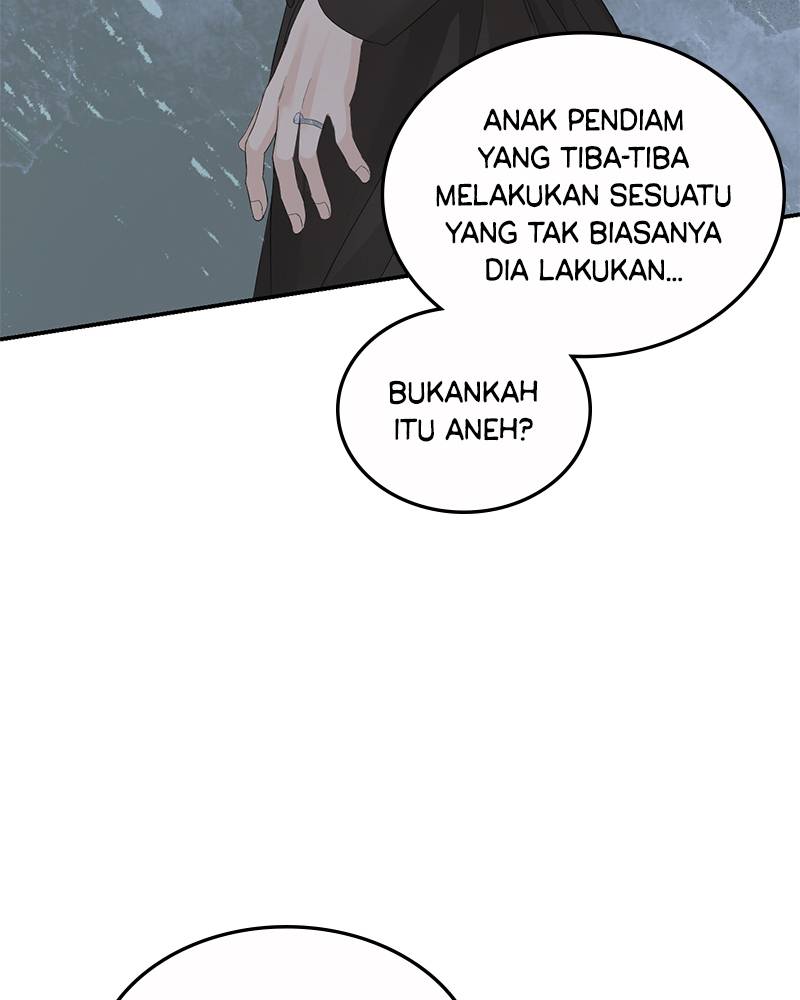 ANAK PENDIAM
YANG TIBA-TIBA
MELAKUKAN SESUATU
YANG TAK BIASANYA
DIA LAKUKAN...
BUKANKAH
ITU ANEH?